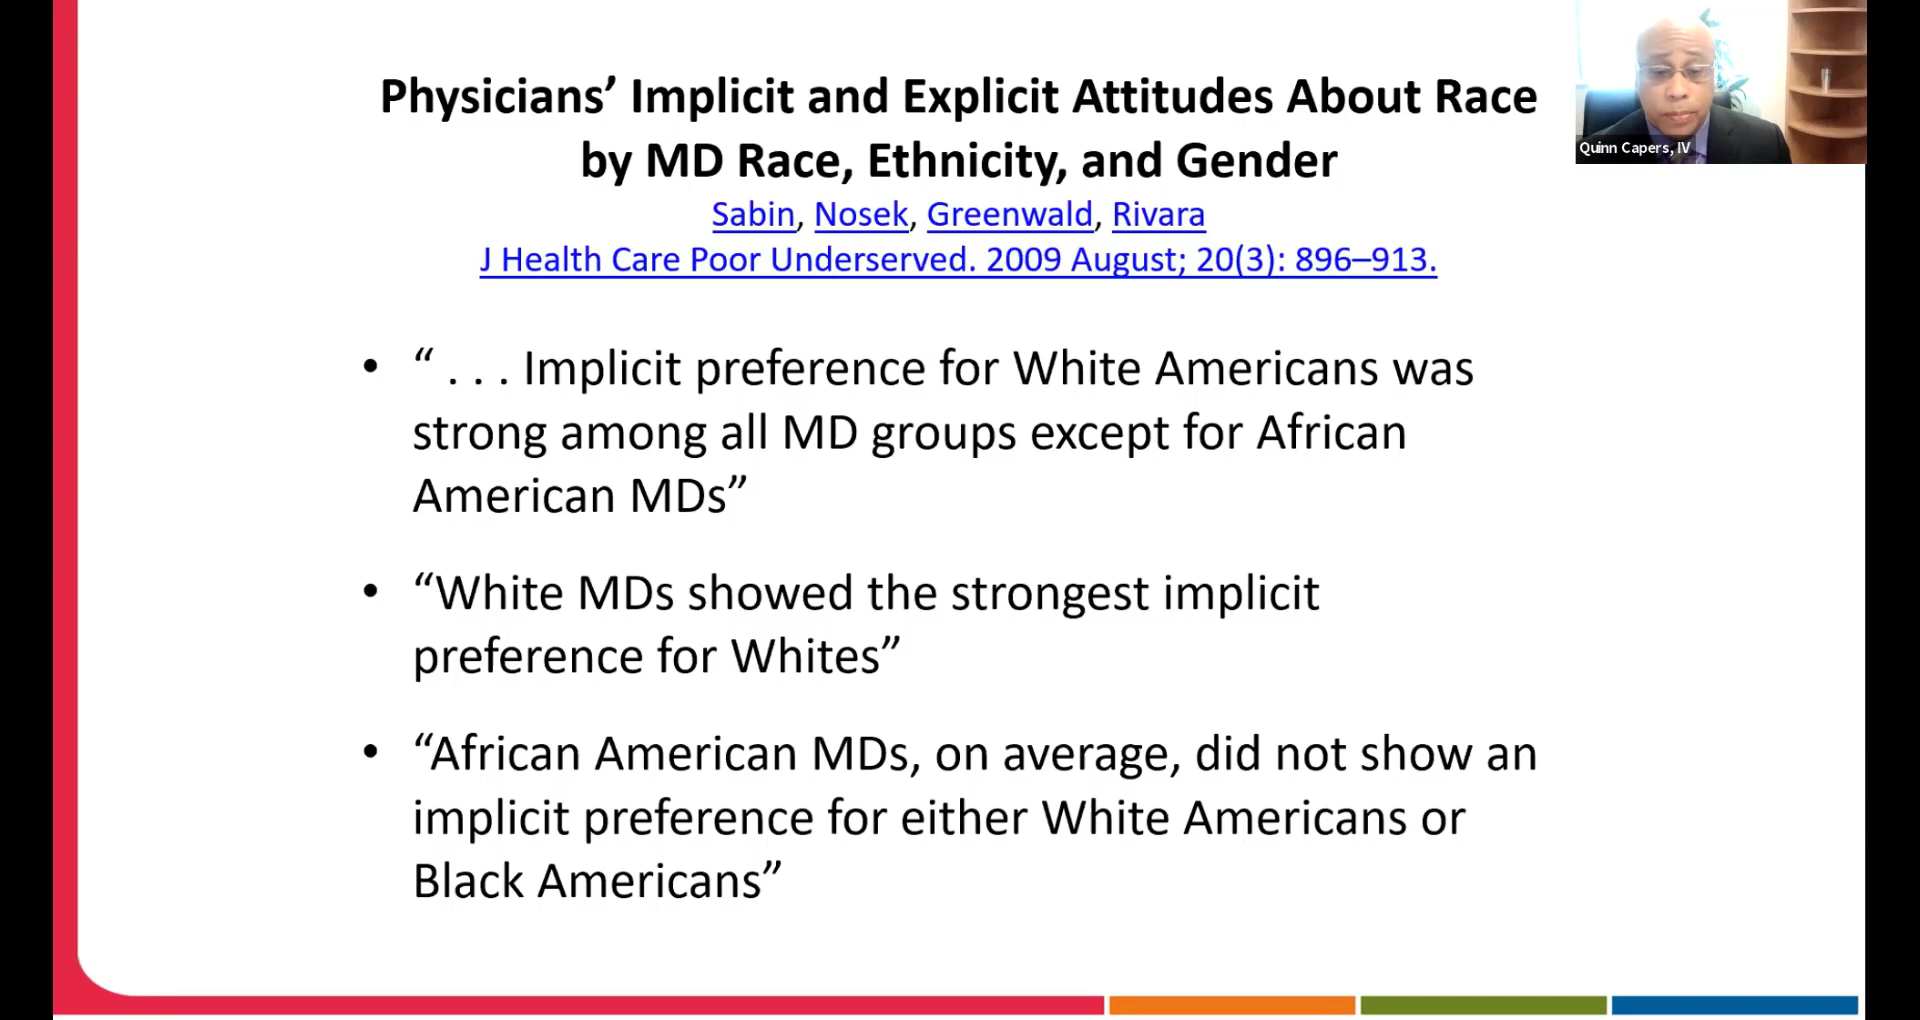 Physicians’ Implicit and Explicit Attitudes About Race
by MD Race, Ethnicity, and Gender
Sabin, Nosek, Greenwald, Rivara
J Health Care Poor Underserved. 2009 August; 20(3): 896–913.
• “ . . . Implicit preference for White Americans was
strong among all MD groups except for African
American MDs”
• “White MDs showed the strongest implicit
preference for Whites”
• “African American MDs, on average, did not show an
implicit preference for either White Americans or
Black Americans”
Quinn Capers, IV